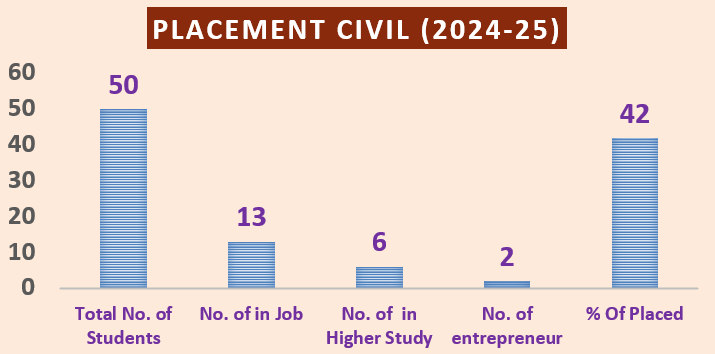 PLACEMENT CIVIL (2024-25)
60
50
40
30
20
10
0
50
13
6
2
42
Total No. of
Students
No. of in Job
No. of  in
Higher Study
No. of
entrepreneur
% Of Placed